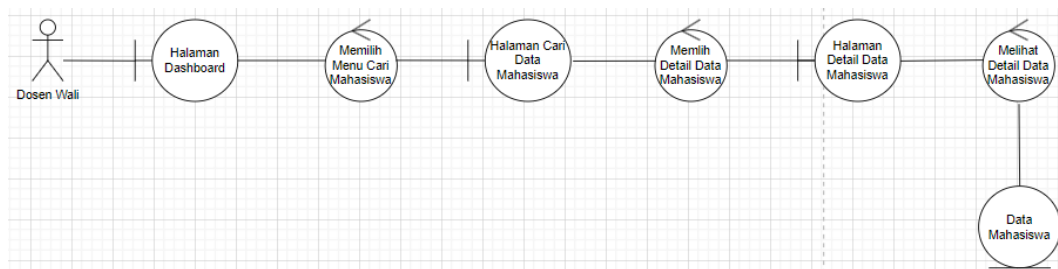 Halaman
Dashboard
Memilih
Menu Cari
Mahasiswa
Halaman Cari
Data
Mahasiswa
Memlih
Detail Data
Mahasiswa
Halaman
Detail Data
Mahasiswa
Melihat
Detail Data
Mahasiswa
Dosen Wali
Data
Mahasiswa